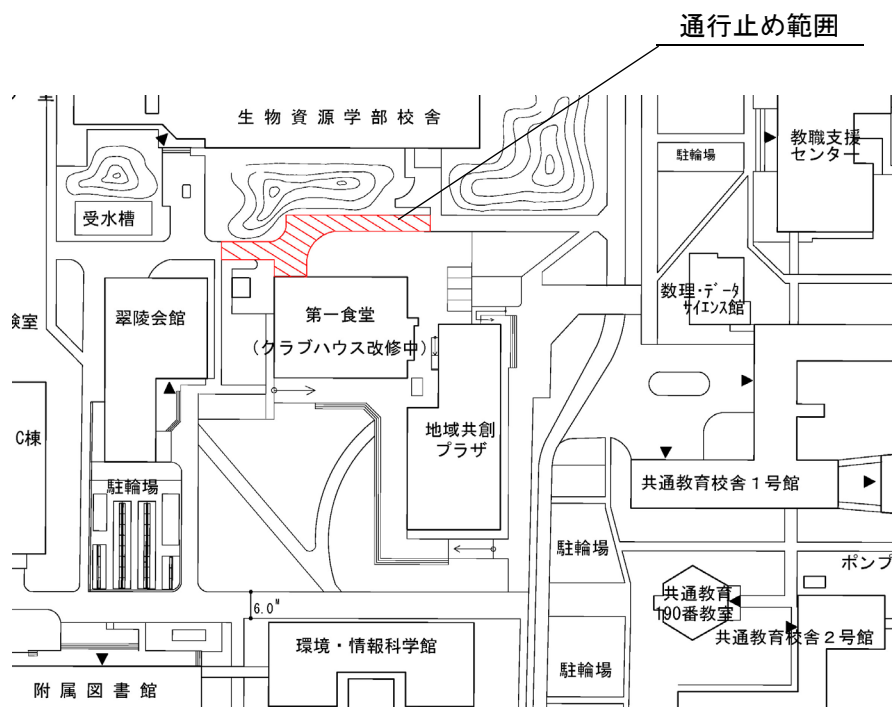 通行止め範囲
生物資源学部校舎
教職支援
センター
駐輪場
受水槽
数理・データ
サイエンス館
翠陵会館
第一食堂
(クラブハウス改修中)
験室
C棟
地域共創
プラザ
駐輪場
共通教育校舎１号館
駐輪場
ポンプ
共通教育
190番教室
6.0m
共通教育校舎２号館
環境・情報科学館
駐輪場
附属図書館